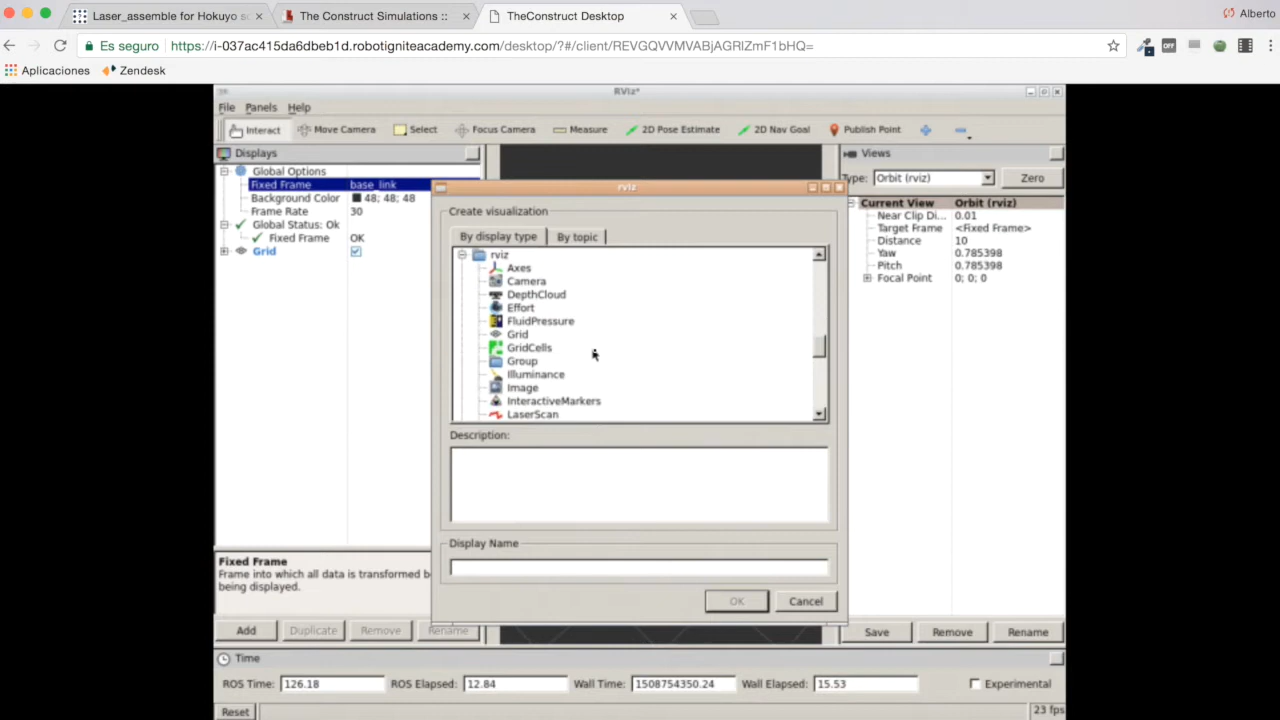 Laser_assemble for Hokuyo s
The Construct Simulations ::
TheConstruct Desktop
Alberto
Es seguro
https://i-037ac415da6dbeb1d.robotigniteacademy.com/desktop/?#/client/REVGQVVMVABjAGRlZmF1bHQ=
OFF
Aplicaciones
Zendesk
RViz*
File Panels Help
Interact Move Camera Select Focus Camera Measure 2D Pose Estimate 2D Nav Goal Publish Point
Displays
Global Options
Fixed Frame base_link
Background Color 48; 48; 48
Frame Rate 30
Global Status: Ok
Fixed Frame OK
Grid
Fixed Frame
Frame into which all data is transformed b
being displayed.
Add Duplicate Remove Rename
rviz
Create visualization
By display type By topic
rviz
Axes
Camera
DepthCloud
Effort
FluidPressure
Grid
GridCells
Group
Illuminance
Image
InteractiveMarkers
LaserScan
Description:
Display Name
OK Cancel
Views
Type: Orbit (rviz) Zero
Current View Orbit (rviz)
Near Clip Di... 0.01
Target Frame <Fixed Frame>
Distance 10
Yaw 0.785398
Pitch 0.785398
Focal Point 0; 0; 0
Save Remove Rename
Time
ROS Time: 126.18 ROS Elapsed: 12.84 Wall Time: 1508754350.24 Wall Elapsed: 15.53 Experimental
Reset 23 fps